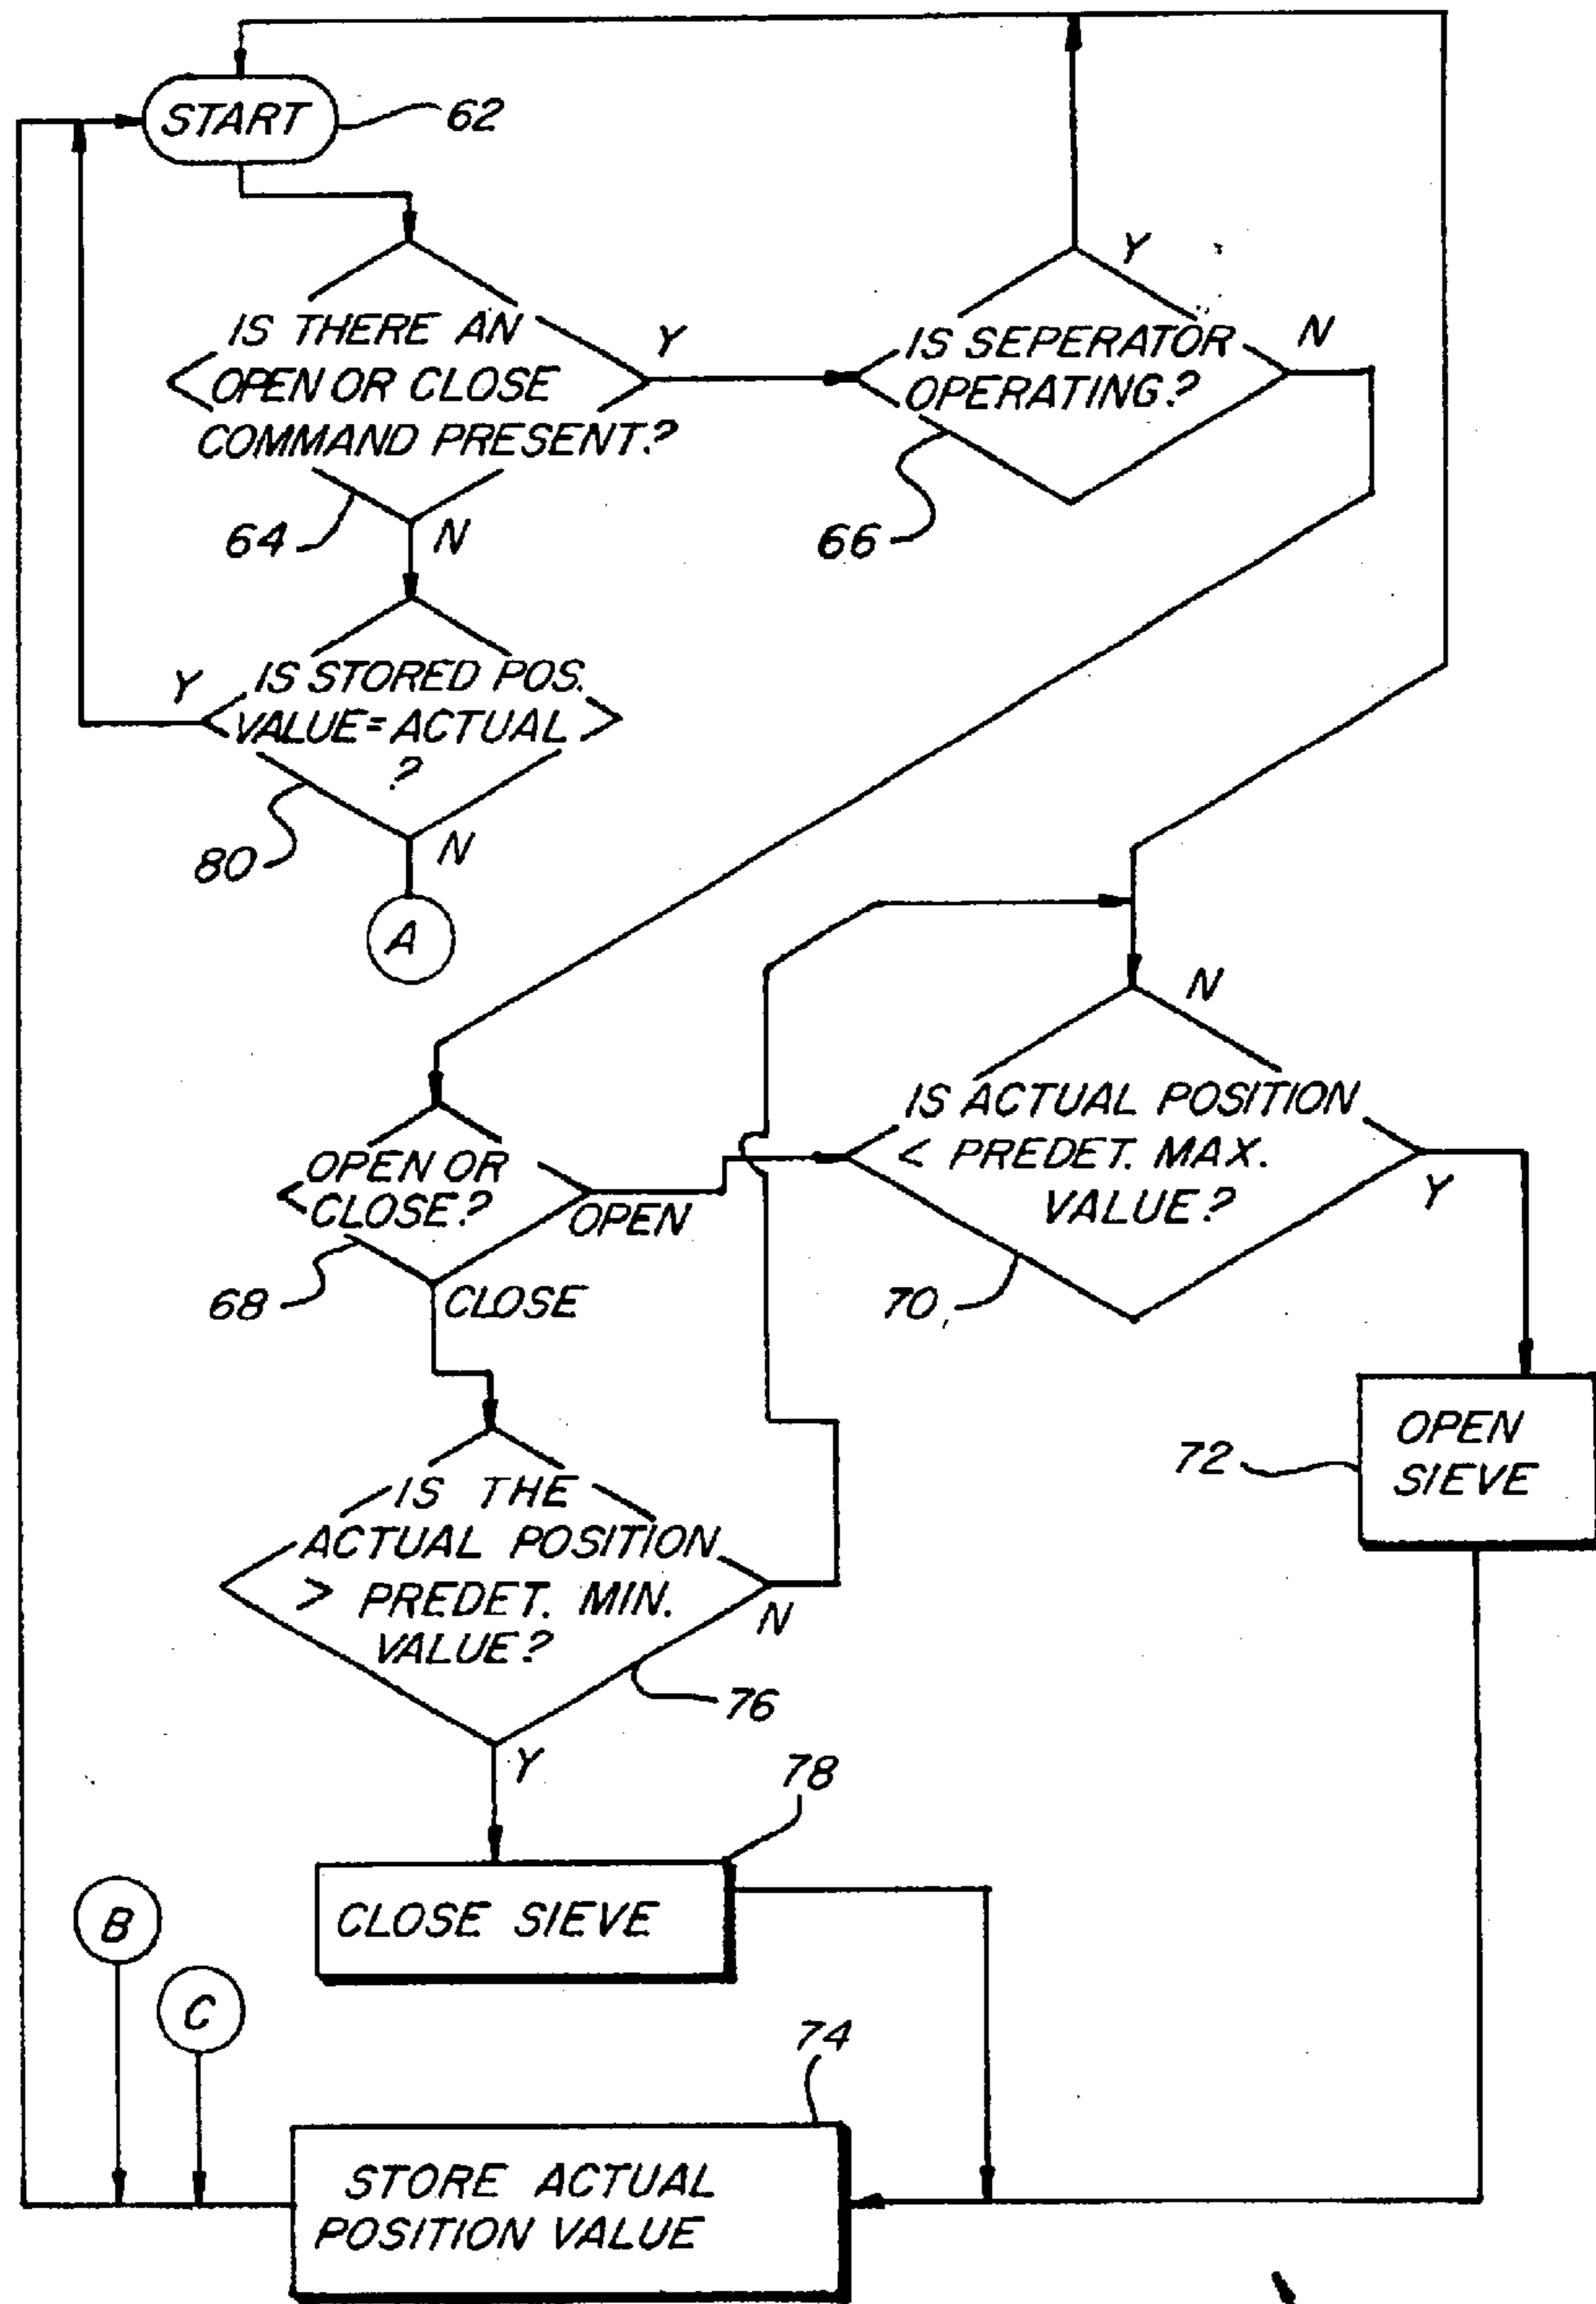 START
62
IS THERE AN
OPEN OR CLOSE
COMMAND PRESENT?
Y
64
N
IS SEPERATOR
OPERATING?
Y
N
66
IS STORED POS.
VALUE = ACTUAL
?
Y
80
N
A
OPEN OR
CLOSE?
OPEN
68
CLOSE
N
IS ACTUAL POSITION
< PREDET. MAX.
VALUE?
Y
70
OPEN
SIEVE
72
IS THE
ACTUAL POSITION
> PREDET. MIN.
VALUE?
N
76
Y
78
CLOSE SIEVE
B
C
74
STORE ACTUAL
POSITION VALUE